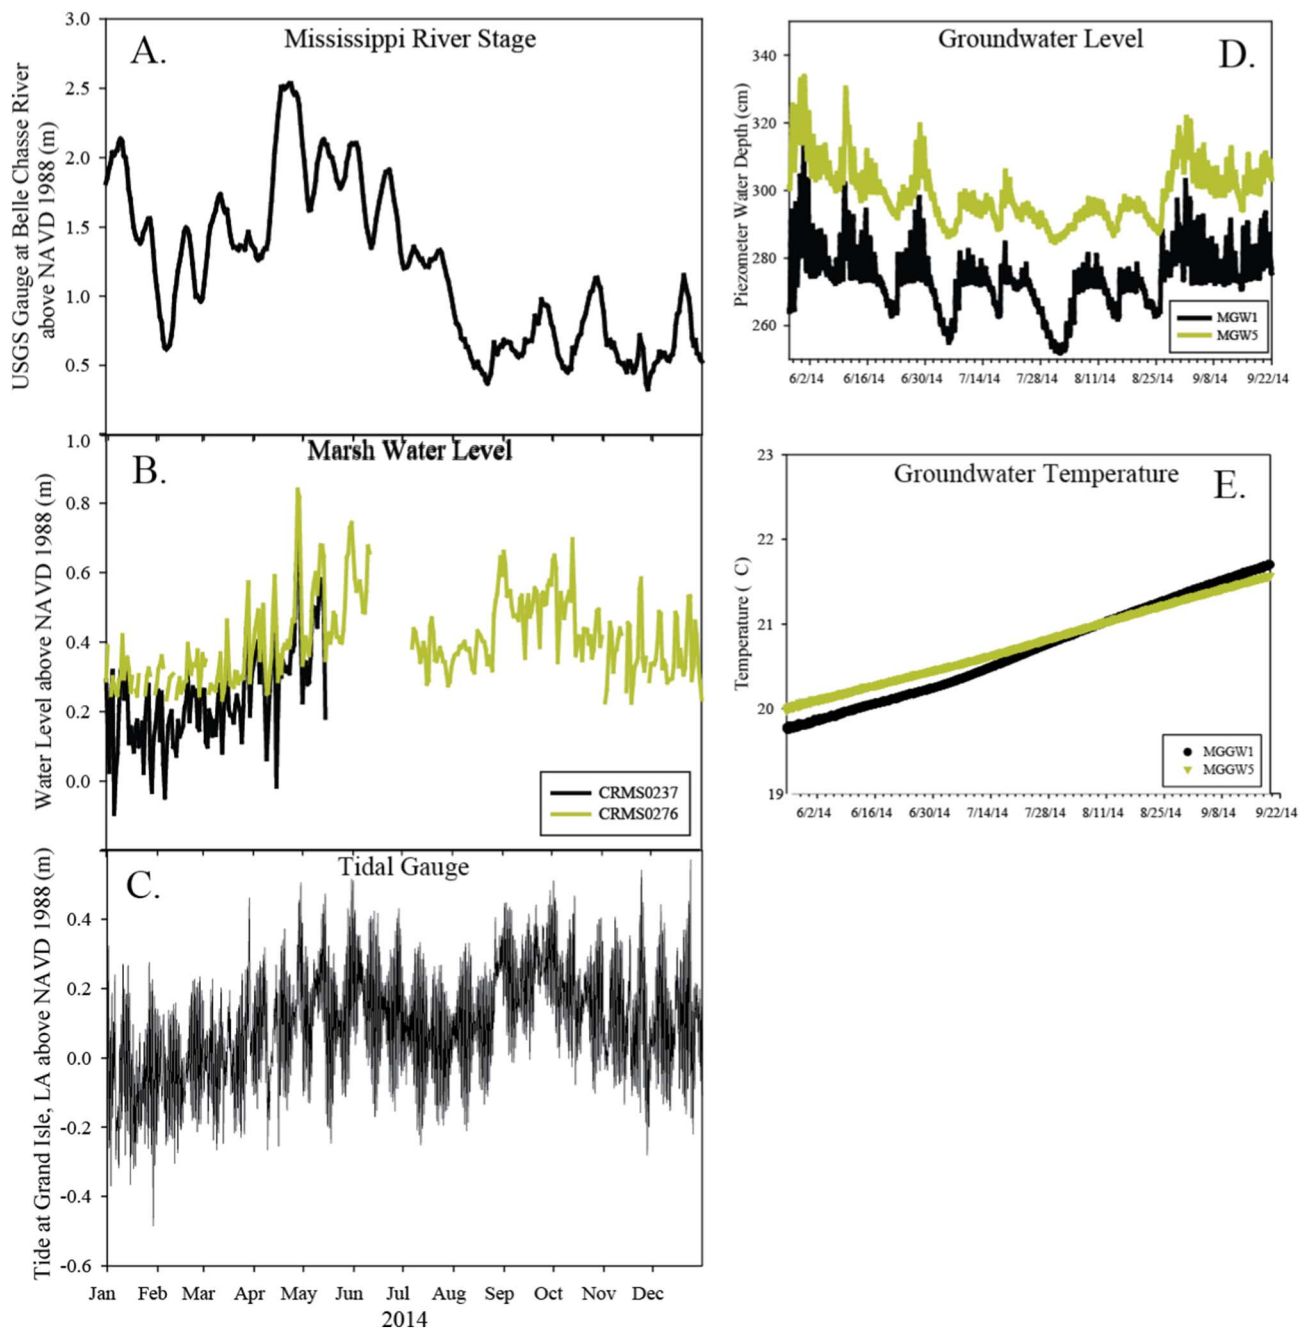 A.
Mississippi River Stage
USGS Gauge at Belle Chasse River
above NAVD 1988 (m)
3.0
2.5
2.0
1.5
1.0
0.5
B.
Marsh Water Level
Water Level above NAVD 1988 (m)
1.0
0.8
0.6
0.4
0.2
0.0
CRMS0237
CRMS0276
C.
Tidal Gauge
Tide at Grand Isle, LA above NAVD 1988 (m)
0.4
0.2
0.0
-0.2
-0.4
-0.6
Jan Feb Mar Apr May Jun Jul Aug Sep Oct Nov Dec
2014
Groundwater Level
D.
Piezometer Water Depth (cm)
340
320
300
280
260
MGW1
MGW5
6/2/14 6/16/14 6/30/14 7/14/14 7/28/14 8/11/14 8/25/14 9/8/14 9/22/14
Groundwater Temperature
E.
Temperature ( C)
23
22
21
20
19
MGGW1
MGGW5
6/2/14 6/16/14 6/30/14 7/14/14 7/28/14 8/11/14 8/25/14 9/8/14 9/22/14